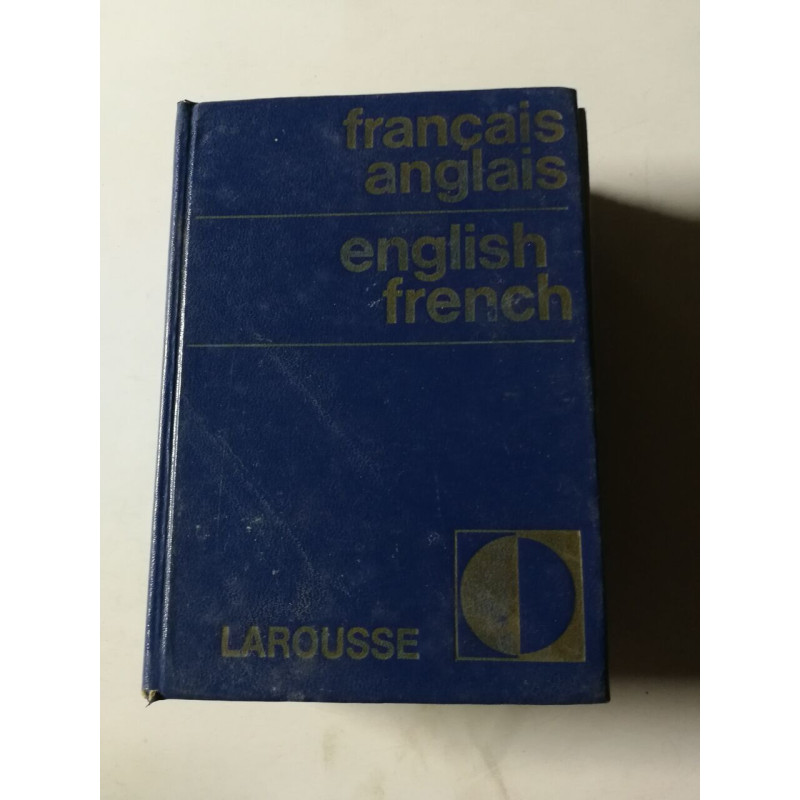 français
anglais
english
french
LAROUSSE